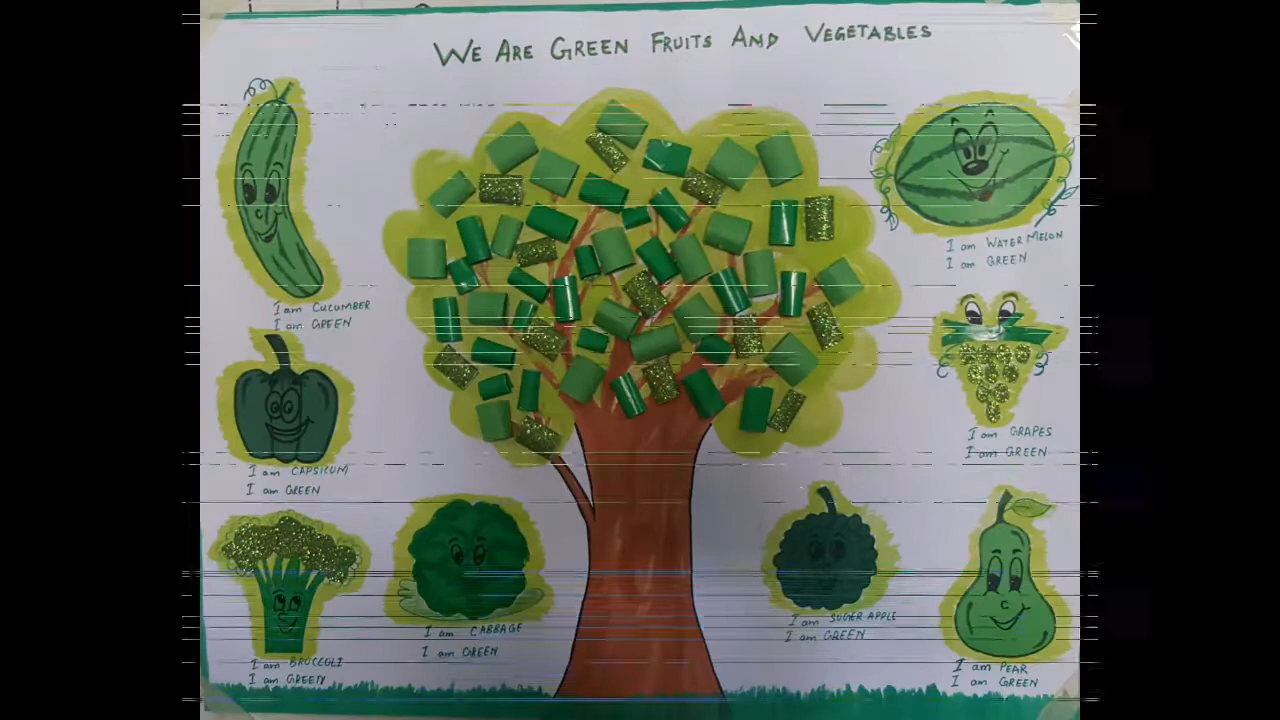 WE ARE GREEN FRUITS AND VEGETABLES
I am CUCUMBER
I am GREEN
I am WATER MELON
I am GREEN
I am CAPSICUM
I am GREEN
I am GRAPES
I am GREEN
I am BROCCOLI
I am GREEN
I am CABBAGE
I am GREEN
I am SUGER APPLE
I am GREEN
I am PEAR
I am GREEN